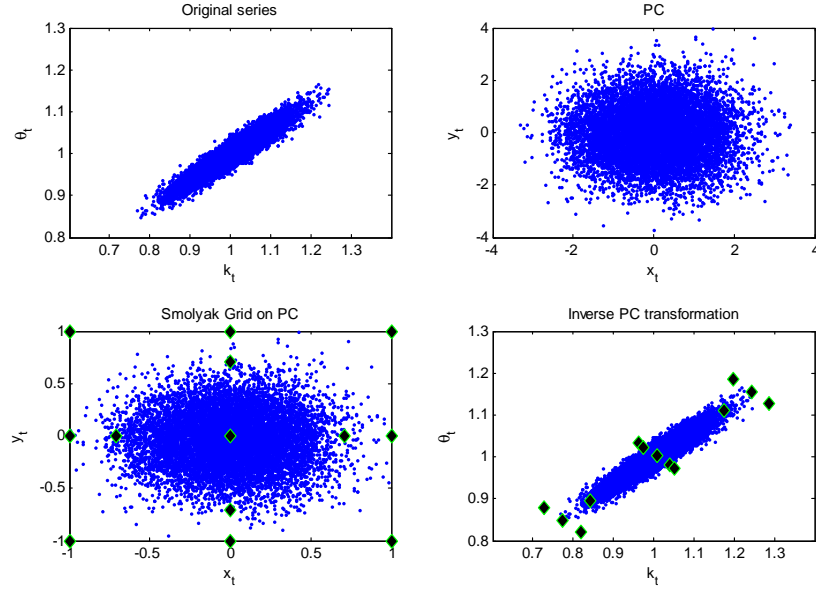 Original series
1.3
1.2
1.1
1
0.9
0.8
θt
0.7 0.8 0.9 1 1.1 1.2 1.3
kt
PC
4
2
0
-2
-4
yt
-4 -2 0 2 4
xt
Smolyak Grid on PC
1
0.5
0
-0.5
-1
yt
-1 -0.5 0 0.5 1
xt
Inverse PC transformation
1.3
1.2
1.1
1
0.9
0.8
θt
0.7 0.8 0.9 1 1.1 1.2 1.3
kt